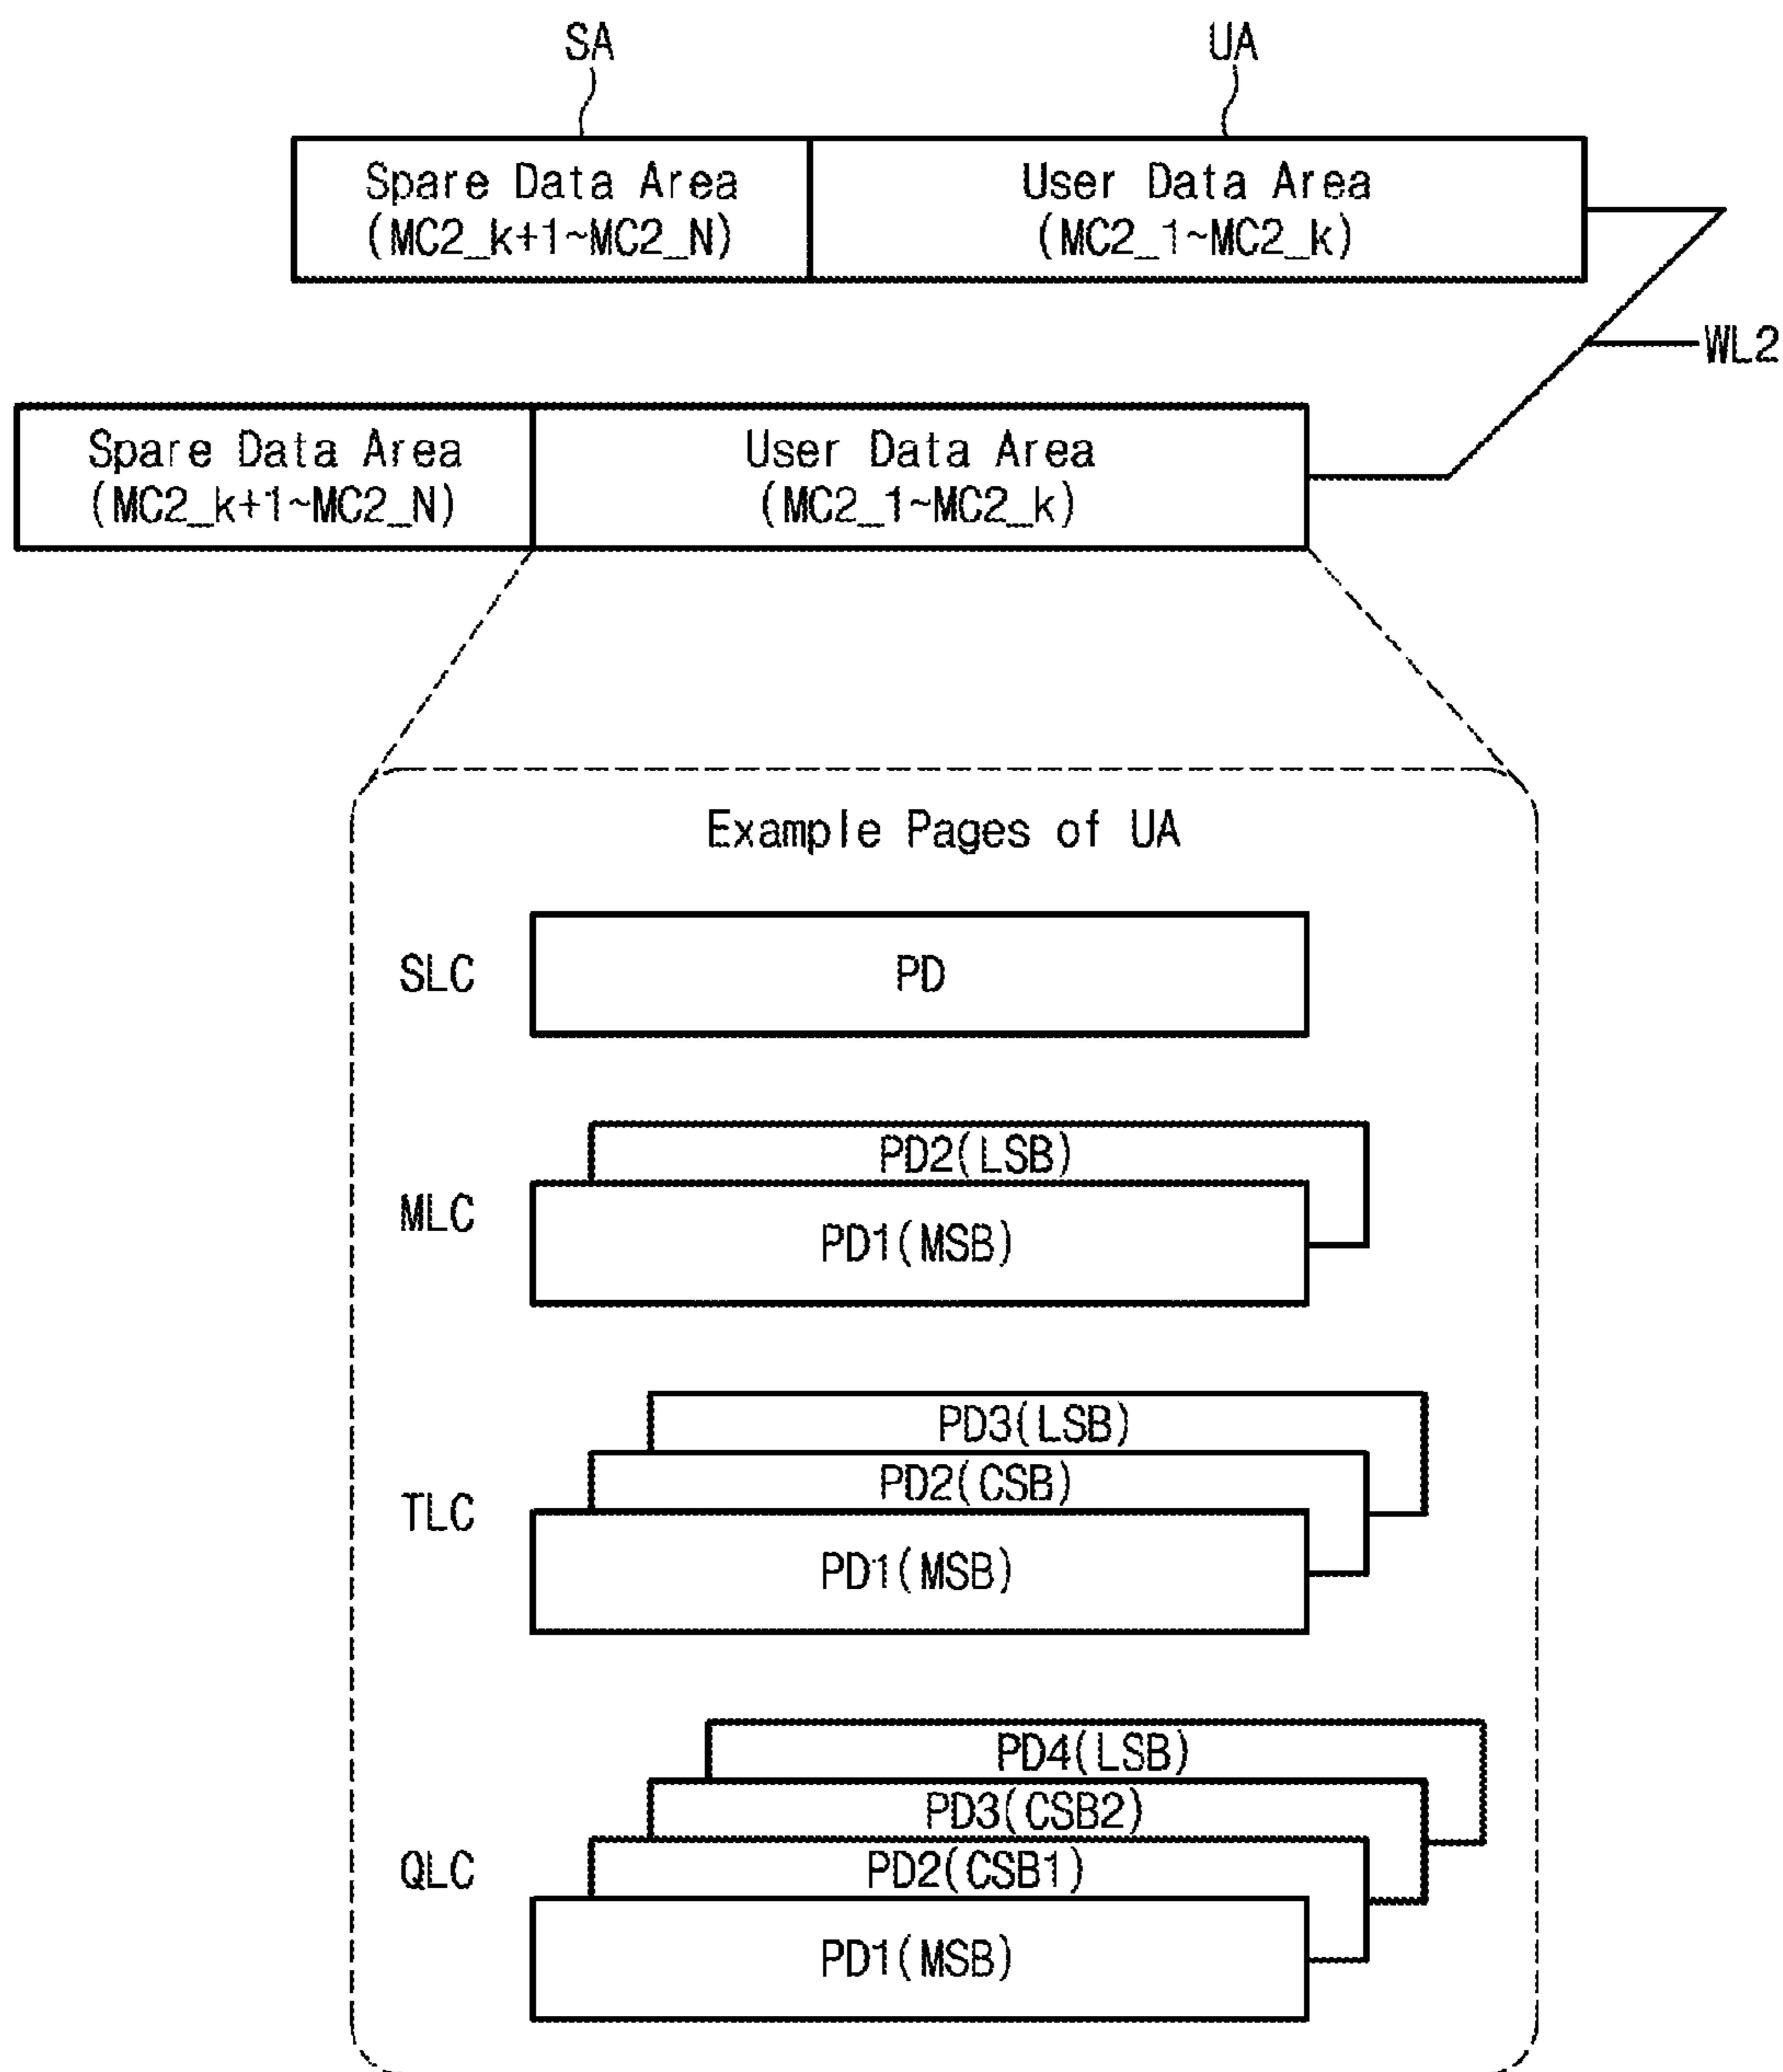 SA
UA
Spare Data Area
(MC2_k+1~MC2_N)
User Data Area
(MC2_1~MC2_k)
WL2
Spare Data Area
(MC2_k+1~MC2_N)
User Data Area
(MC2_1~MC2_k)
Example Pages of UA
SLC
PD
MLC
PD2(LSB)
PD1(MSB)
TLC
PD3(LSB)
PD2(CSB)
PD1(MSB)
QLC
PD4(LSB)
PD3(CSB2)
PD2(CSB1)
PD1(MSB)